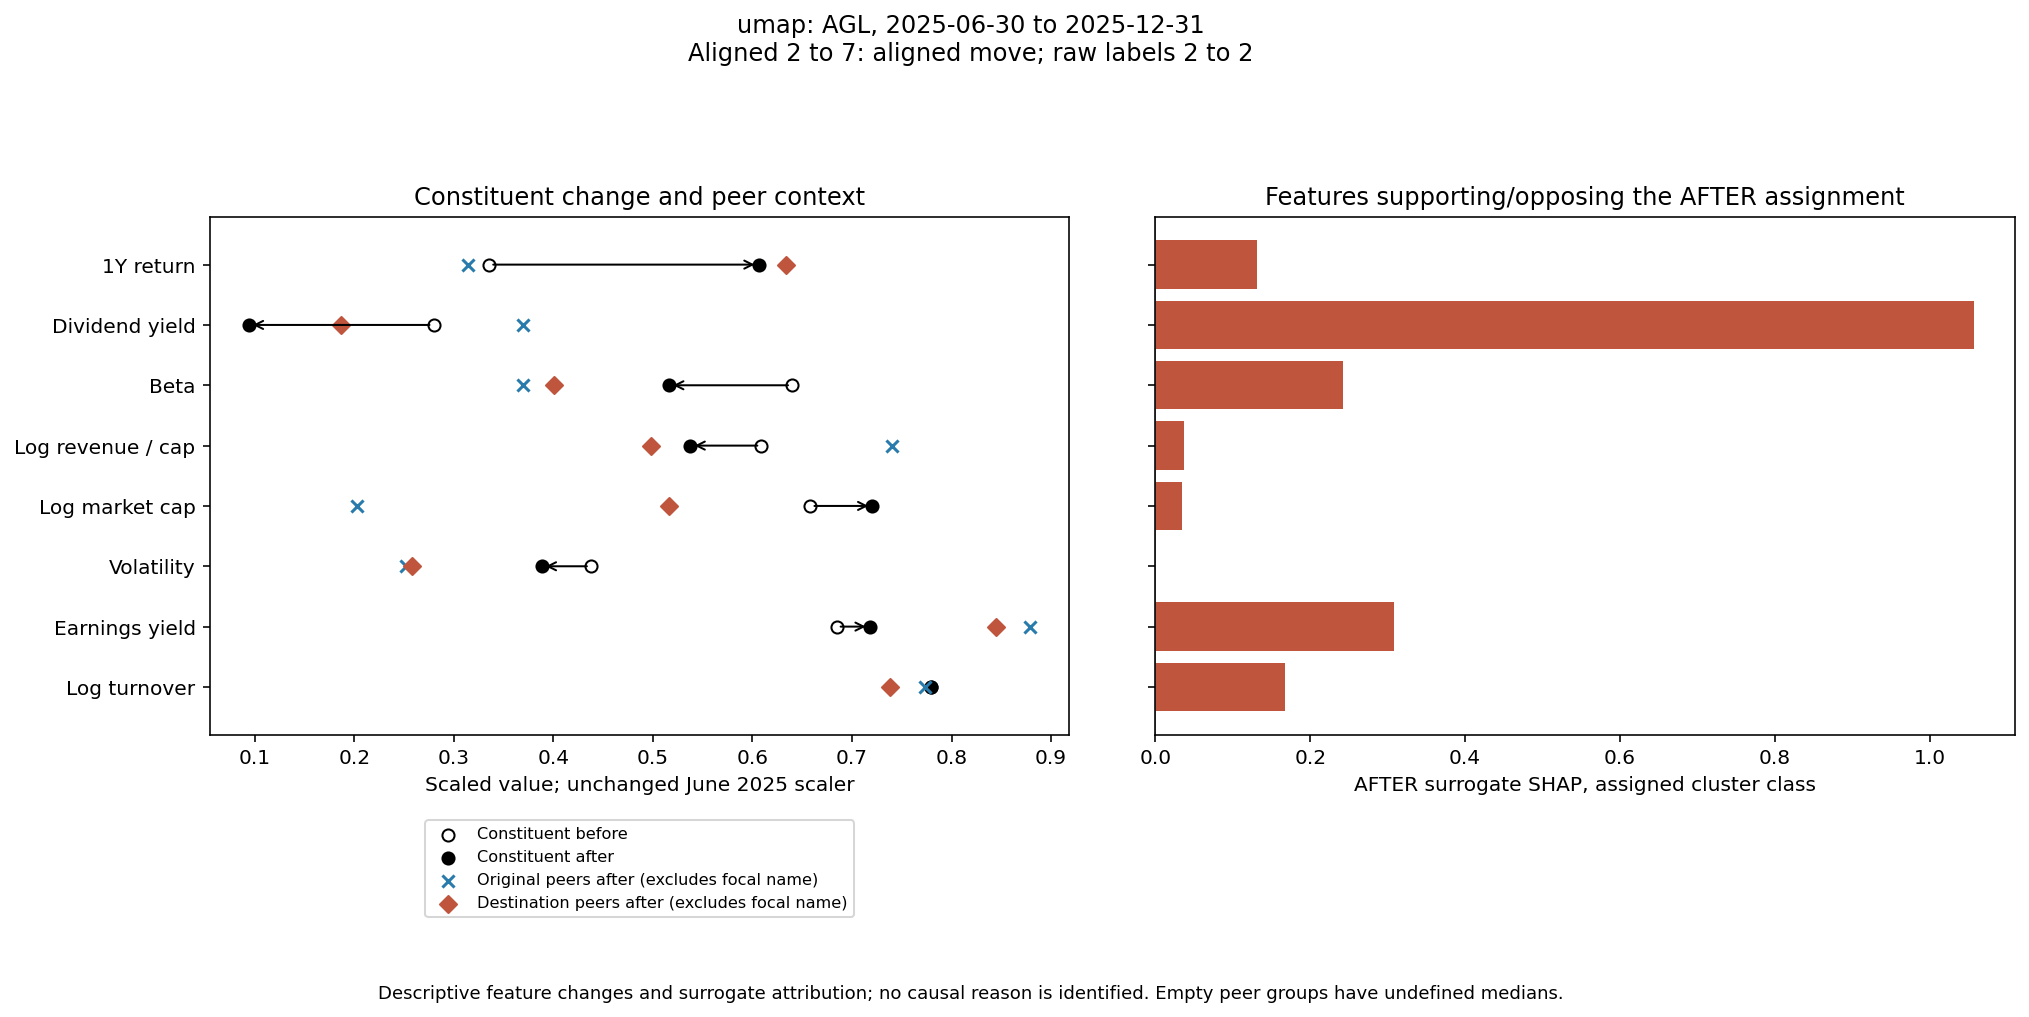 umap: AGL, 2025-06-30 to 2025-12-31
Aligned 2 to 7: aligned move; raw labels 2 to 2
Constituent change and peer context
1Y return
Dividend yield
Beta
Log revenue / cap
Log market cap
Volatility
Earnings yield
Log turnover
0.1 0.2 0.3 0.4 0.5 0.6 0.7 0.8 0.9
Scaled value; unchanged June 2025 scaler
Constituent before
Constituent after
Original peers after (excludes focal name)
Destination peers after (excludes focal name)
Features supporting/opposing the AFTER assignment
0.0 0.2 0.4 0.6 0.8 1.0
AFTER surrogate SHAP, assigned cluster class
Descriptive feature changes and surrogate attribution; no causal reason is identified. Empty peer groups have undefined medians.